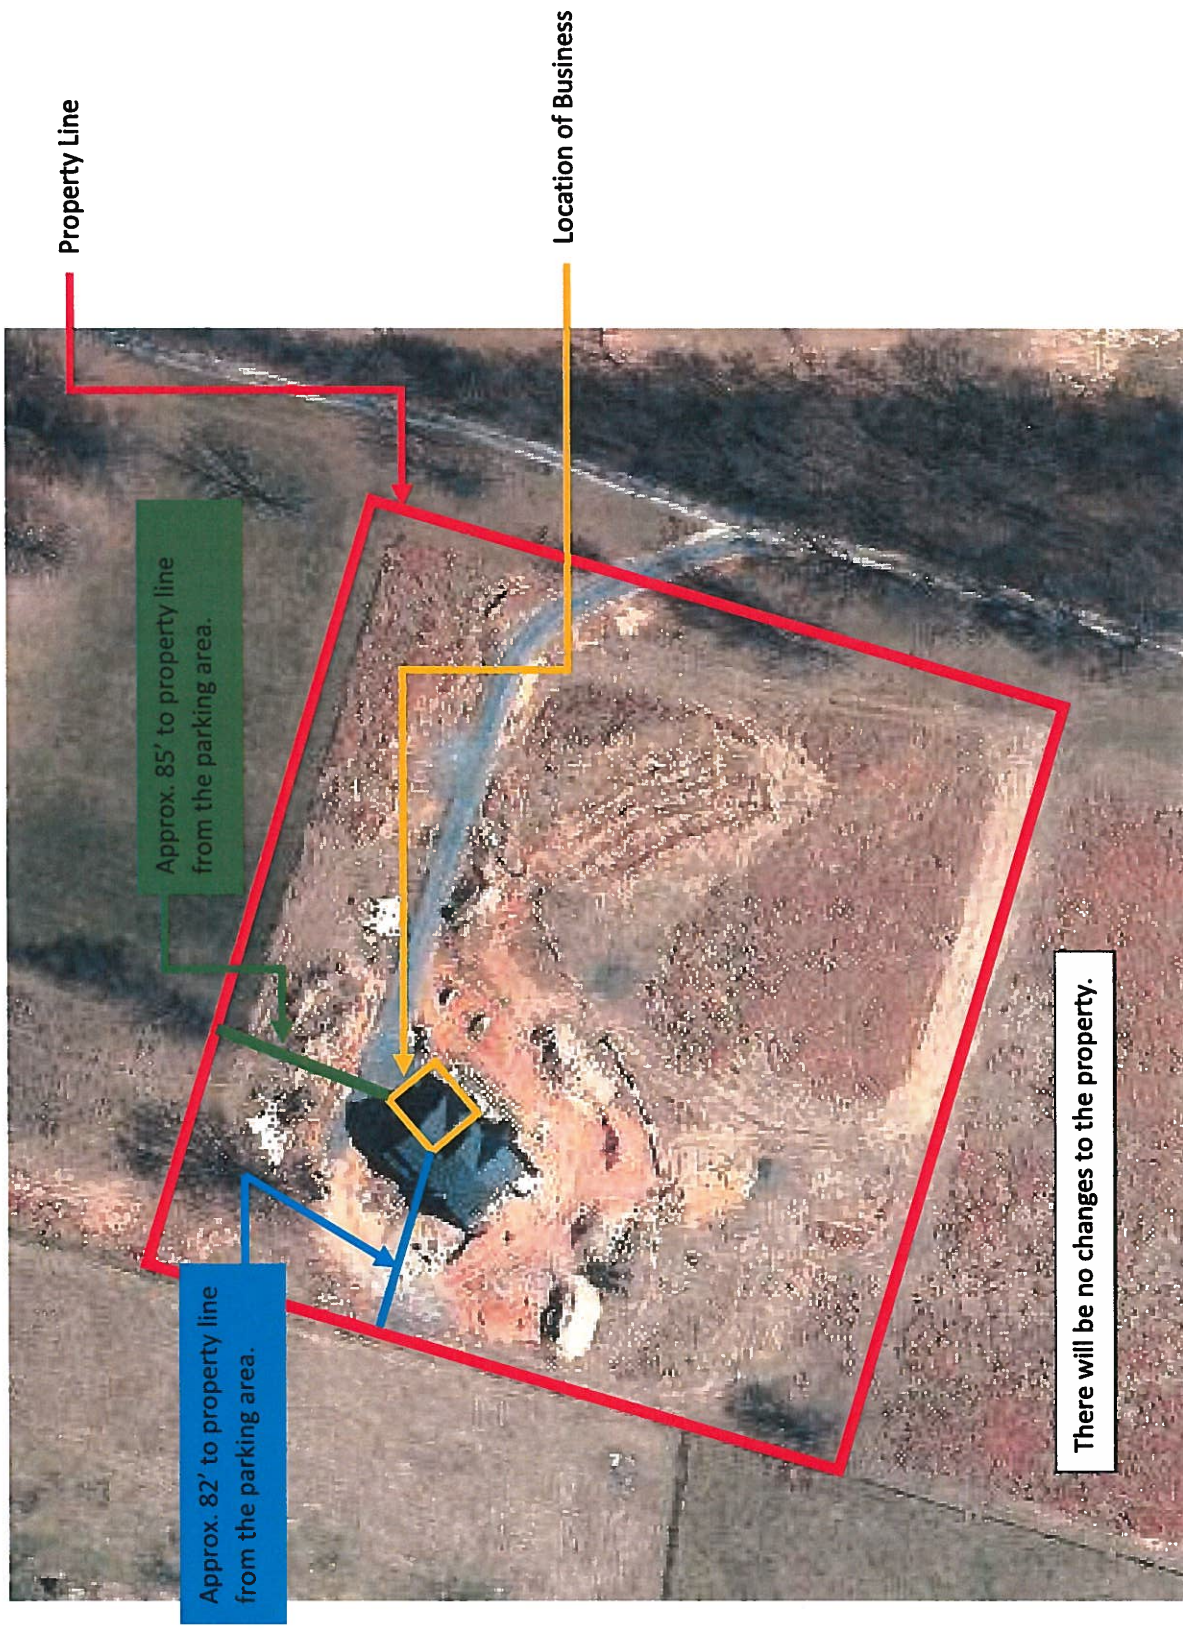 Property Line
Location of Business
Approx. 85’ to property line
from the parking area.
Approx. 82’ to property line
from the parking area.
There will be no changes to the property.